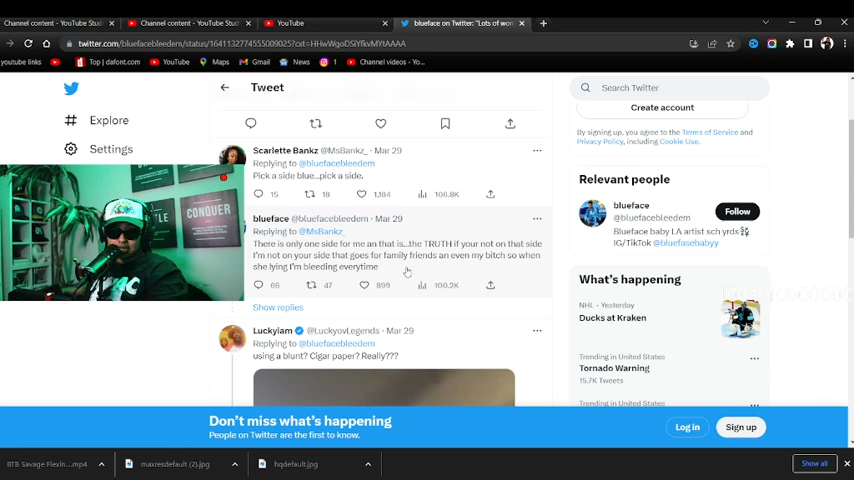 Channel content - YouTube Stud
Channel content - YouTube Studi
YouTube
blueface on Twitter: "Lots of wor
twitter.com/bluefacebleedem/status/1641132774555009025?cxt=HHwWgoDSiYfkvMYtAAAA
youtube links
Top | dafont.com
YouTube
Maps
Gmail
News
1
Channel videos - Yo...
Tweet
Search Twitter
Explore
Settings
Create account
By signing up, you agree to the Terms of Service and
Privacy Policy, including Cookie Use.
Scarlette Bankz @MsBankz_ · Mar 29
Replying to @bluefacebleedem
Pick a side blue...pick a side.
15
18
1,184
106.8K
blueface @bluefacebleedem · Mar 29
Replying to @MsBankz_
There is only one side for me an that is...the TRUTH if your not on that side
I'm not on your side that goes for family friends an even my bitch so when
she lying I'm bleeding everytime
66
47
899
100.2K
Show replies
Luckyiam @LuckyovLegends · Mar 29
Replying to @bluefacebleedem
using a blunt? Cigar paper? Really???
CONQUER
Relevant people
blueface
@bluefacebleedem
Follow
Blueface baby LA artist sch yrds
IG/TikTok @bluefasebabyy
What's happening
NHL · Yesterday
Ducks at Kraken
Trending in United States
Tornado Warning
15.7K Tweets
Trending in United States
Don't miss what's happening
People on Twitter are the first to know.
Log in
Sign up
BTB Savage Flexin....mp4
maxresdefault (2).jpg
hqdefault.jpg
Show all